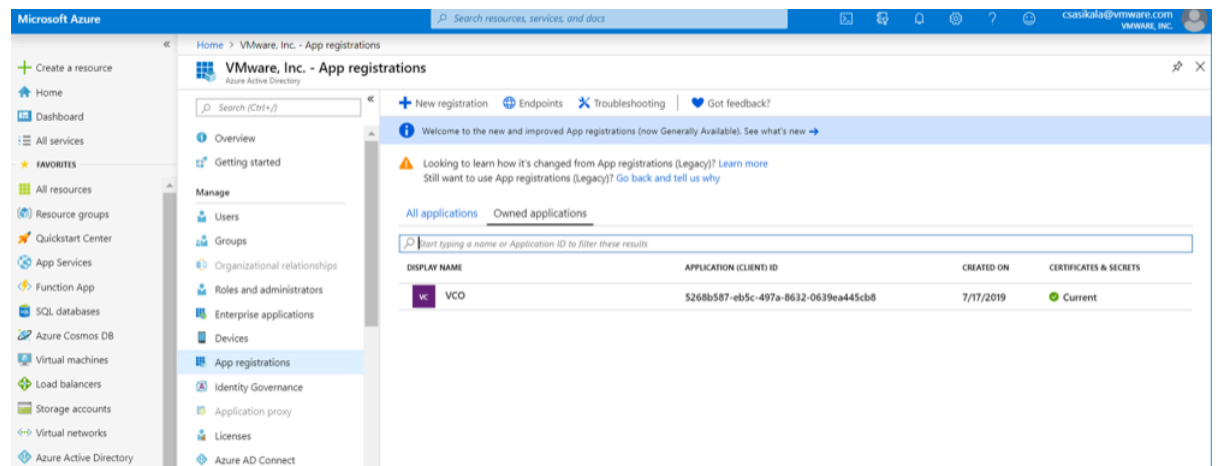 Microsoft Azure
Search resources, services, and docs
csasikala@vmware.com
VMWARE, INC.
Home > VMware, Inc. - App registrations
Create a resource
Home
Dashboard
All services
FAVORITES
All resources
Resource groups
Quickstart Center
App Services
Function App
SQL databases
Azure Cosmos DB
Virtual machines
Load balancers
Storage accounts
Virtual networks
Azure Active Directory
VMware, Inc. - App registrations
Azure Active Directory
Search (Ctrl+/)
Overview
Getting started
Manage
Users
Groups
Organizational relationships
Roles and administrators
Enterprise applications
Devices
App registrations
Identity Governance
Application proxy
Licenses
Azure AD Connect
New registration Endpoints Troubleshooting Got feedback?
Welcome to the new and improved App registrations (now Generally Available). See what's new →
Looking to learn how it's changed from App registrations (Legacy)? Learn more
Still want to use App registrations (Legacy)? Go back and tell us why
All applications Owned applications
Start typing a name or Application ID to filter these results
DISPLAY NAME APPLICATION (CLIENT) ID CREATED ON CERTIFICATES & SECRETS
VC VCO 5268b587-eb5c-497a-8632-0639ea445cb8 7/17/2019 Current